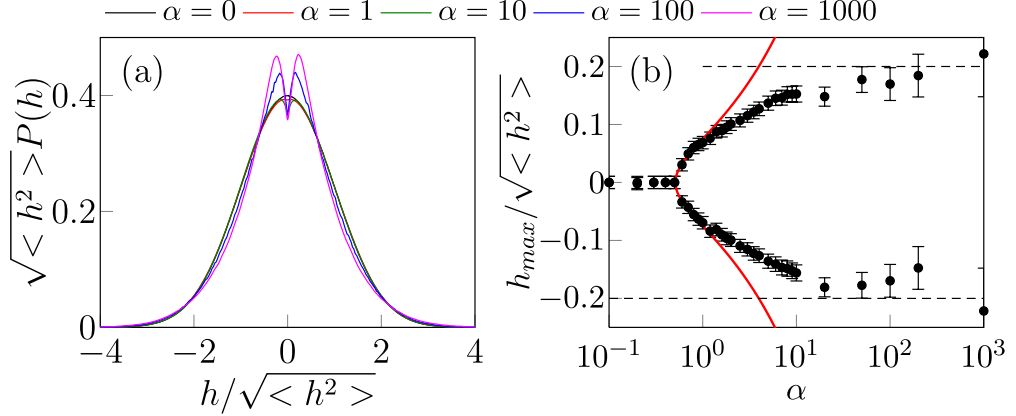 α = 0 α = 1 α = 10 α = 100 α = 1000
(a)
√<h²>P(h)
0.4
0.2
0
−4 −2 0 2 4
h/√<h²>
(b)
h_max/√<h²>
0.2
0.1
0
−0.1
−0.2
10⁻¹ 10⁰ 10¹ 10² 10³
α